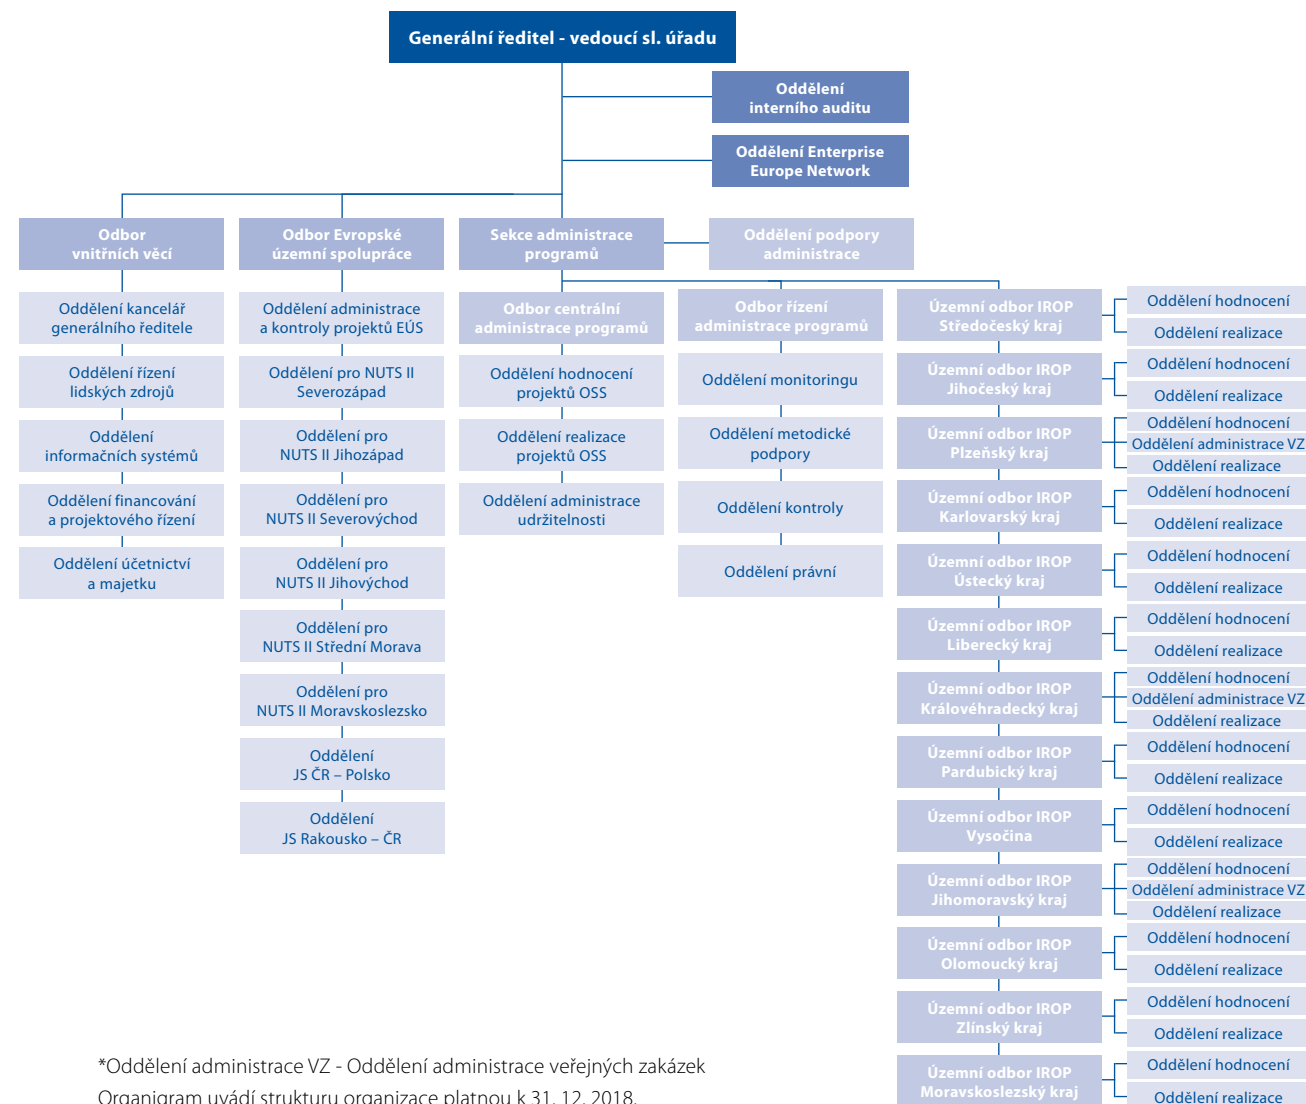 Generální ředitel - vedoucí sl. úřadu
Oddělení
interního auditu
Oddělení Enterprise
Europe Network
Odbor
vnitřních věcí
Odbor Evropské
územní spolupráce
Sekce administrace
programů
Oddělení podpory
administrace
Oddělení kancelář
generálního ředitele
Oddělení řízení
lidských zdrojů
Oddělení
informačních systémů
Oddělení financování
a projektového řízení
Oddělení účetnictví
a majetku
Oddělení administrace
a kontroly projektů EÚS
Oddělení pro NUTS II
Severozápad
Oddělení pro
NUTS II Jihozápad
Oddělení pro
NUTS II Severovýchod
Oddělení pro
NUTS II Jihovýchod
Oddělení pro
NUTS II Střední Morava
Oddělení pro
NUTS II Moravskoslezsko
Oddělení
JS ČR – Polsko
Oddělení
JS Rakousko – ČR
Odbor centrální
administrace programů
Oddělení hodnocení
projektů OSS
Oddělení realizace
projektů OSS
Oddělení administrace
udržitelnosti
Odbor řízení
administrace programů
Oddělení monitoringu
Oddělení metodické
podpory
Oddělení kontroly
Oddělení právní
Územní odbor IROP
Středočeský kraj
Oddělení hodnocení
Oddělení realizace
Územní odbor IROP
Jihočeský kraj
Oddělení hodnocení
Oddělení realizace
Územní odbor IROP
Plzeňský kraj
Oddělení hodnocení
Oddělení administrace VZ
Oddělení realizace
Územní odbor IROP
Karlovarský kraj
Oddělení hodnocení
Oddělení realizace
Územní odbor IROP
Ústecký kraj
Oddělení hodnocení
Oddělení realizace
Územní odbor IROP
Liberecký kraj
Oddělení hodnocení
Oddělení realizace
Územní odbor IROP
Královéhradecký kraj
Oddělení hodnocení
Oddělení administrace VZ
Oddělení realizace
Územní odbor IROP
Pardubický kraj
Oddělení hodnocení
Oddělení realizace
Územní odbor IROP
Vysočina
Oddělení hodnocení
Oddělení realizace
Územní odbor IROP
Jihomoravský kraj
Oddělení hodnocení
Oddělení administrace VZ
Oddělení realizace
Územní odbor IROP
Olomoucký kraj
Oddělení hodnocení
Oddělení realizace
Územní odbor IROP
Zlínský kraj
Oddělení hodnocení
Oddělení realizace
Územní odbor IROP
Moravskoslezský kraj
Oddělení hodnocení
Oddělení realizace
*Oddělení administrace VZ - Oddělení administrace veřejných zakázek
Organigram uvádí strukturu organizace platnou k 31. 12. 2018.